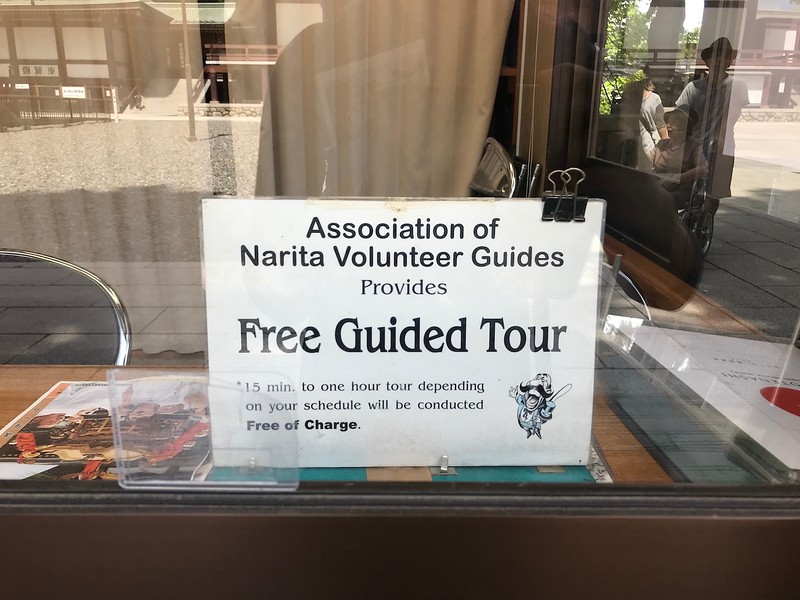 Association of
Narita Volunteer Guides
Provides
Free Guided Tour
*15 min. to one hour tour depending
on your schedule will be conducted
Free of Charge.